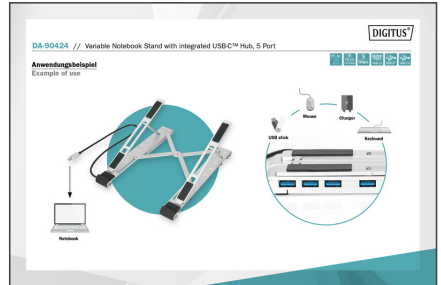 DIGITUS®
DA-90424 // Variable Notebook Stand with integrated USB-C™ Hub, 5 Port
Anwendungsbeispiel
Example of use
Mouse
Charger
USB stick
Keyboard
Notebook